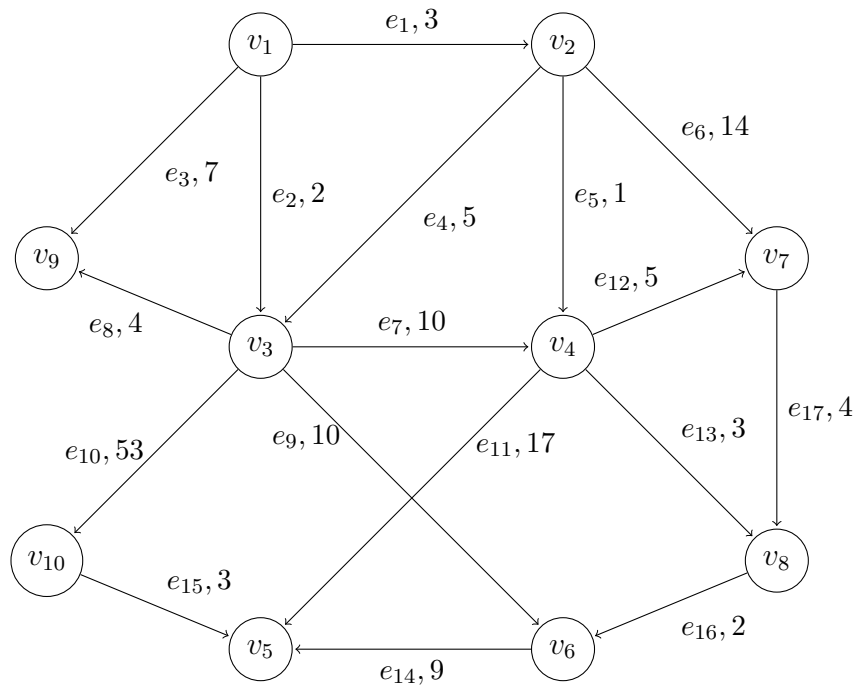 e1, 3
v1
v2
e6, 14
e3, 7
e2, 2
e5, 1
e4, 5
v9
v7
e12, 5
e8, 4
e7, 10
v3
v4
e17, 4
e9, 10
e13, 3
e10, 53
e11, 17
v10
v8
e15, 3
e16, 2
v5
v6
e14, 9